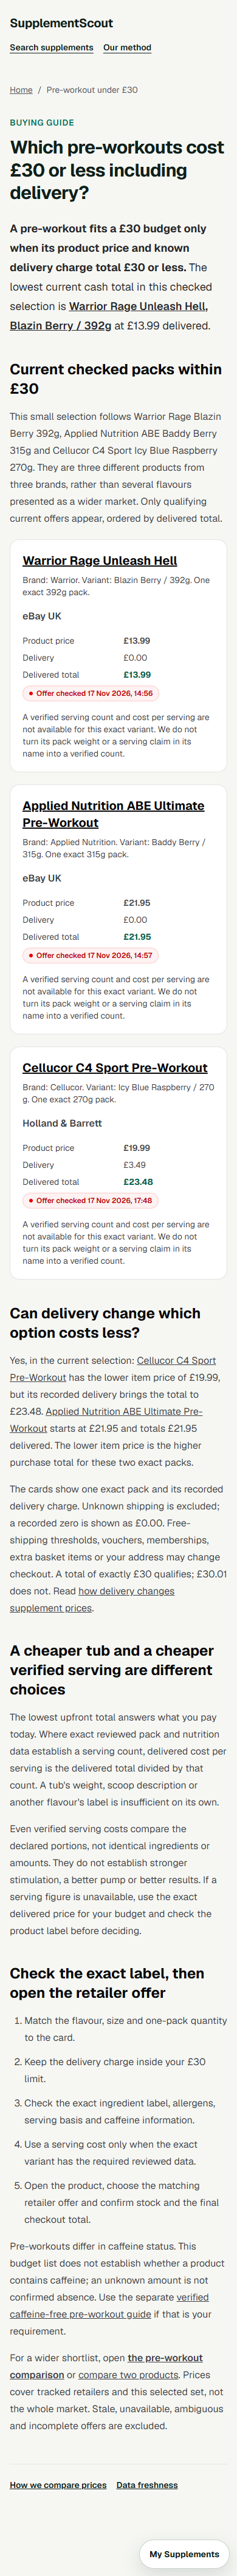 SupplementScout
Search supplements Our method
Home / Pre-workout under £30
BUYING GUIDE
Which pre-workouts cost
£30 or less including
delivery?
A pre-workout fits a £30 budget only
when its product price and known
delivery charge total £30 or less. The
lowest current cash total in this checked
selection is Warrior Rage Unleash Hell,
Blazin Berry / 392g at £13.99 delivered.
Current checked packs within
£30
This small selection follows Warrior Rage Blazin
Berry 392g, Applied Nutrition ABE Baddy Berry
315g and Cellucor C4 Sport Icy Blue Raspberry
270g. They are three different products from
three brands, rather than several flavours
presented as a wider market. Only qualifying
current offers appear, ordered by delivered total.
Warrior Rage Unleash Hell
Brand: Warrior. Variant: Blazin Berry / 392g. One
exact 392g pack.
eBay UK
Product price £13.99
Delivery £0.00
Delivered total £13.99
Offer checked 17 Nov 2026, 14:56
A verified serving count and cost per serving are
not available for this exact variant. We do not
turn its pack weight or a serving claim in its
name into a verified count.
Applied Nutrition ABE Ultimate
Pre-Workout
Brand: Applied Nutrition. Variant: Baddy Berry /
315g. One exact 315g pack.
eBay UK
Product price £21.95
Delivery £0.00
Delivered total £21.95
Offer checked 17 Nov 2026, 14:57
A verified serving count and cost per serving are
not available for this exact variant. We do not
turn its pack weight or a serving claim in its
name into a verified count.
Cellucor C4 Sport Pre-Workout
Brand: Cellucor. Variant: Icy Blue Raspberry / 270
g. One exact 270g pack.
Holland & Barrett
Product price £19.99
Delivery £3.49
Delivered total £23.48
Offer checked 17 Nov 2026, 17:48
A verified serving count and cost per serving are
not available for this exact variant. We do not
turn its pack weight or a serving claim in its
name into a verified count.
Can delivery change which
option costs less?
Yes, in the current selection: Cellucor C4 Sport
Pre-Workout has the lower item price of £19.99,
but its recorded delivery brings the total to
£23.48. Applied Nutrition ABE Ultimate Pre-
Workout starts at £21.95 and totals £21.95
delivered. The lower item price is the higher
purchase total for these two exact packs.
The cards show one exact pack and its recorded
delivery charge. Unknown shipping is excluded;
a recorded zero is shown as £0.00. Free-
shipping thresholds, vouchers, memberships,
extra basket items or your address may change
checkout. A total of exactly £30 qualifies; £30.01
does not. Read how delivery changes
supplement prices.
A cheaper tub and a cheaper
verified serving are different
choices
The lowest upfront total answers what you pay
today. Where exact reviewed pack and nutrition
data establish a serving count, delivered cost per
serving is the delivered total divided by that
count. A tub's weight, scoop description or
another flavour's label is insufficient on its own.
Even verified serving costs compare the
declared portions, not identical ingredients or
amounts. They do not establish stronger
stimulation, a better pump or better results. If a
serving figure is unavailable, use the exact
delivered price for your budget and check the
product label before deciding.
Check the exact label, then
open the retailer offer
1. Match the flavour, size and one-pack quantity
to the card.
2. Keep the delivery charge inside your £30
limit.
3. Check the exact ingredient label, allergens,
serving basis and caffeine information.
4. Use a serving cost only when the exact
variant has the required reviewed data.
5. Open the product, choose the matching
retailer offer and confirm stock and the final
checkout total.
Pre-workouts differ in caffeine status. This
budget list does not establish whether a product
contains caffeine; an unknown amount is not
confirmed absence. Use the separate verified
caffeine-free pre-workout guide if that is your
requirement.
For a wider shortlist, open the pre-workout
comparison or compare two products. Prices
cover tracked retailers and this selected set, not
the whole market. Stale, unavailable, ambiguous
and incomplete offers are excluded.
How we compare prices Data freshness
My Supplements